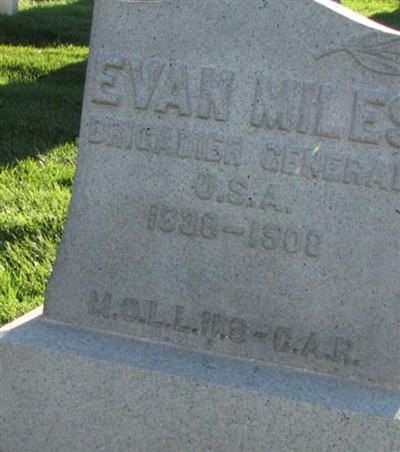 EVAN MILES
BRIGADIER GENERAL
U.S.A.
1838-1908
M.O.L.L.U.S-G.A.R.